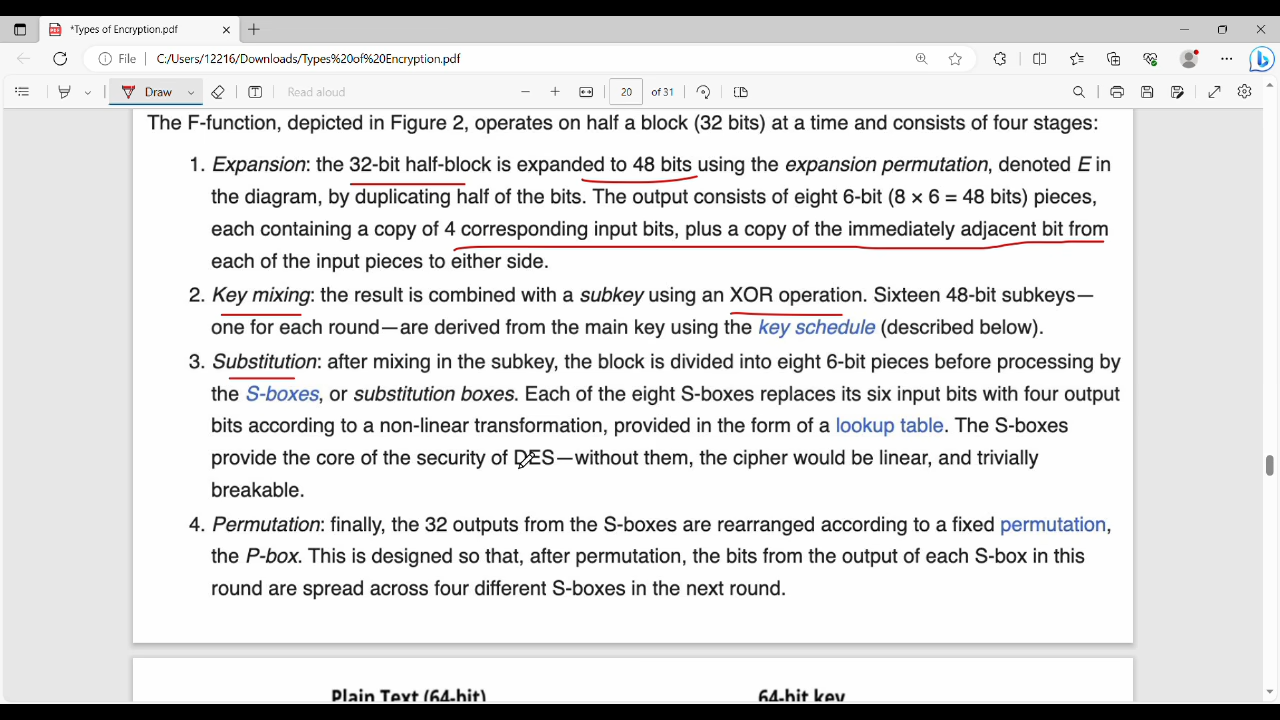 *Types of Encryption.pdf
File C:/Users/12216/Downloads/Types%20of%20Encryption.pdf
Draw Read aloud 20 of 31
The F-function, depicted in Figure 2, operates on half a block (32 bits) at a time and consists of four stages:
1. Expansion: the 32-bit half-block is expanded to 48 bits using the expansion permutation, denoted E in
the diagram, by duplicating half of the bits. The output consists of eight 6-bit (8 × 6 = 48 bits) pieces,
each containing a copy of 4 corresponding input bits, plus a copy of the immediately adjacent bit from
each of the input pieces to either side.
2. Key mixing: the result is combined with a subkey using an XOR operation. Sixteen 48-bit subkeys—
one for each round—are derived from the main key using the key schedule (described below).
3. Substitution: after mixing in the subkey, the block is divided into eight 6-bit pieces before processing by
the S-boxes, or substitution boxes. Each of the eight S-boxes replaces its six input bits with four output
bits according to a non-linear transformation, provided in the form of a lookup table. The S-boxes
provide the core of the security of DES—without them, the cipher would be linear, and trivially
breakable.
4. Permutation: finally, the 32 outputs from the S-boxes are rearranged according to a fixed permutation,
the P-box. This is designed so that, after permutation, the bits from the output of each S-box in this
round are spread across four different S-boxes in the next round.
Plain Text (64-bit) 64-bit key